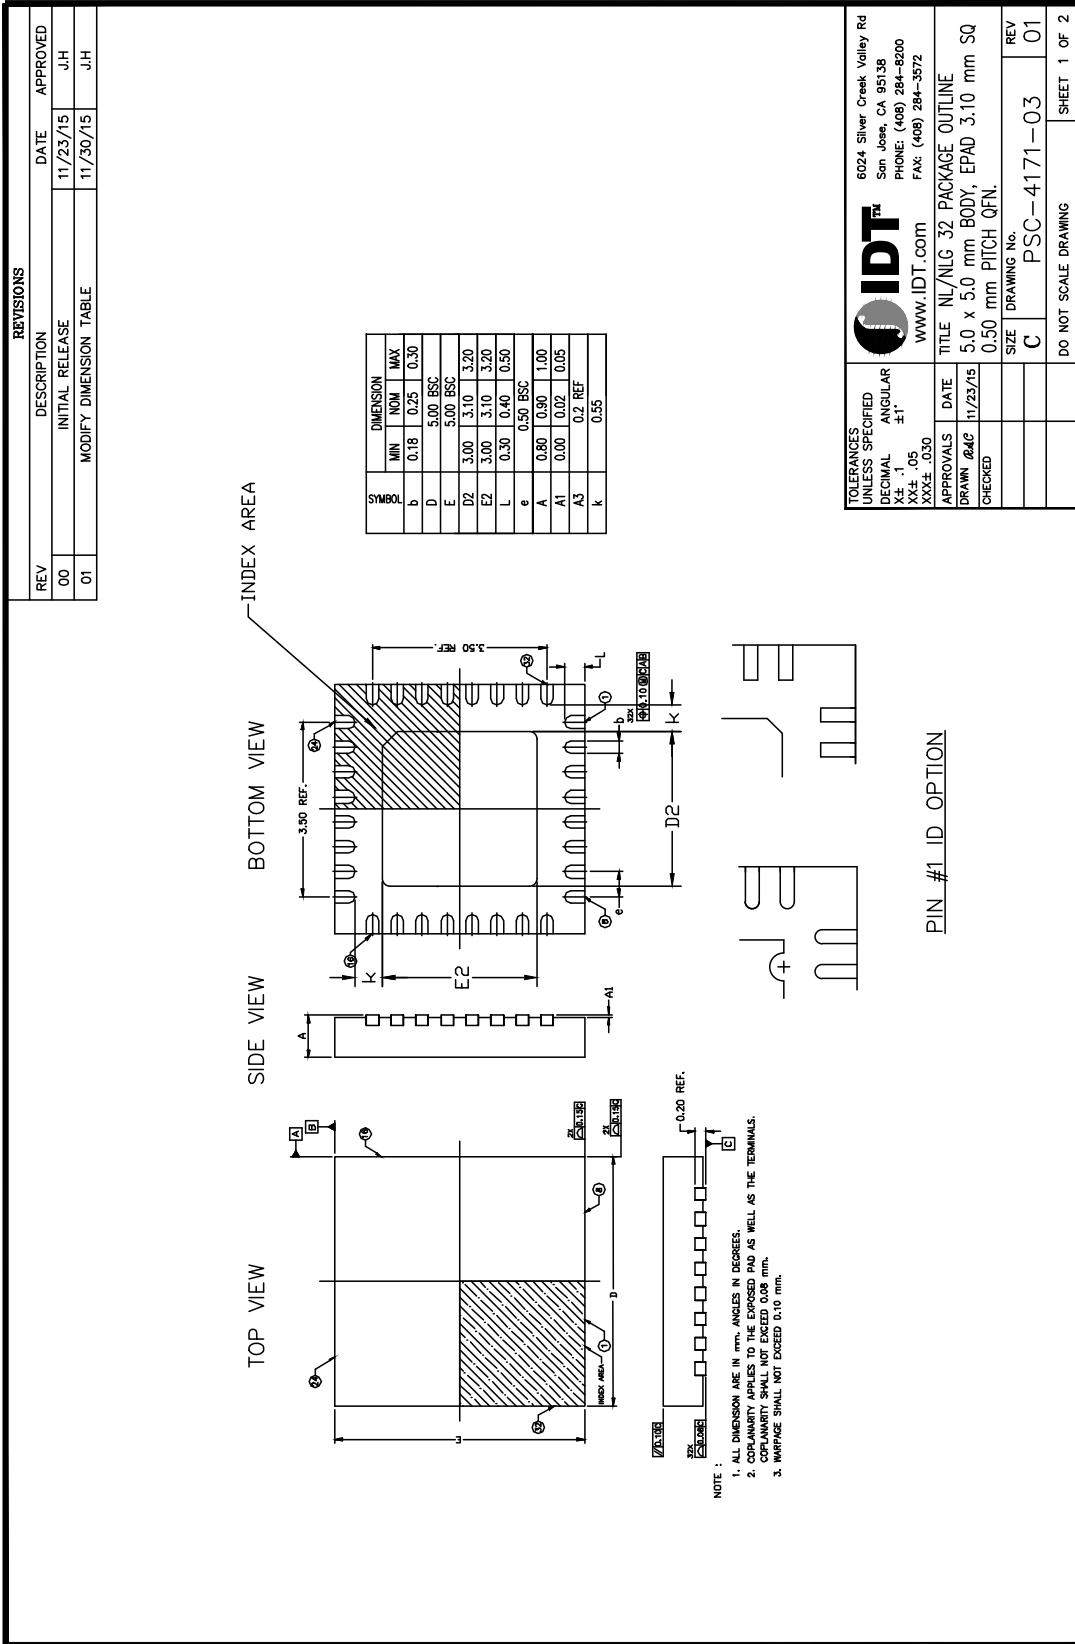 REVISIONS
REV DESCRIPTION DATE APPROVED
00 INITIAL RELEASE 11/23/15 J.H
01 MODIFY DIMENSION TABLE 11/30/15 J.H
TOP VIEW
SIDE VIEW
BOTTOM VIEW
INDEX AREA
24
32
INDEX AREA
1
8
16
A
B
E
D
2X 0.15 C
2X 0.15 C
A
A1
24
16
8
1
32
3.50 REF.
3.50 REF.
k
E2
e
D2
b
k
L
32X
0.10 M C A B
SYMBOL DIMENSION
MIN NOM MAX
b 0.18 0.25 0.30
D 5.00 BSC
E 5.00 BSC
D2 3.00 3.10 3.20
E2 3.00 3.10 3.20
L 0.30 0.40 0.50
e 0.50 BSC
A 0.80 0.90 1.00
A1 0.00 0.02 0.05
A3 0.2 REF
k 0.55
// 0.10 C
32X 0.08 C
0.20 REF.
C
NOTE :
1. ALL DIMENSION ARE IN mm. ANGLES IN DEGREES.
2. COPLANARITY APPLIES TO THE EXPOSED PAD AS WELL AS THE TERMINALS.
COPLANARITY SHALL NOT EXCEED 0.08 mm.
3. WARPAGE SHALL NOT EXCEED 0.10 mm.
PIN #1 ID OPTION
TOLERANCES
UNLESS SPECIFIED
DECIMAL ANGULAR
X± .1 ±1°
XX± .05
XXX± .030
APPROVALS DATE
DRAWN RAC 11/23/15
CHECKED
IDT™
www.IDT.com
6024 Silver Creek Valley Rd
San Jose, CA 95138
PHONE: (408) 284-8200
FAX: (408) 284-3572
TITLE NL/NLG 32 PACKAGE OUTLINE
5.0 x 5.0 mm BODY, EPAD 3.10 mm SQ
0.50 mm PITCH QFN.
SIZE DRAWING No. REV
C PSC-4171-03 01
DO NOT SCALE DRAWING SHEET 1 OF 2